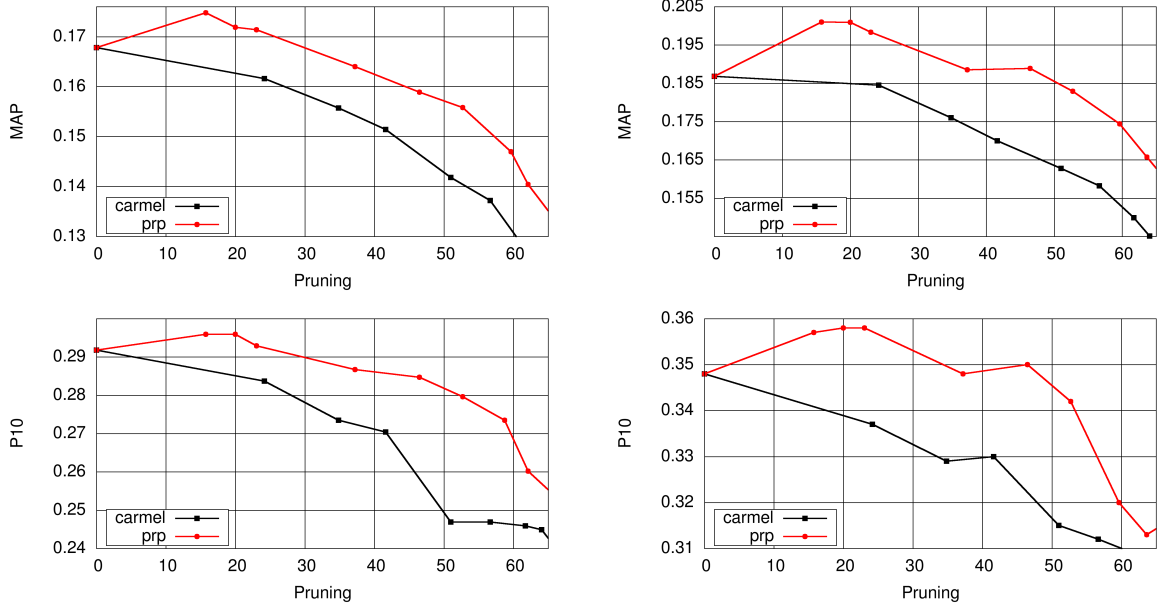 MAP
0.17
0.16
0.15
0.14
0.13
carmel
prp
0 10 20 30 40 50 60
Pruning
MAP
0.205
0.195
0.185
0.175
0.165
0.155
carmel
prp
0 10 20 30 40 50 60
Pruning
P10
0.29
0.28
0.27
0.26
0.25
0.24
carmel
prp
0 10 20 30 40 50 60
Pruning
P10
0.36
0.35
0.34
0.33
0.32
0.31
carmel
prp
0 10 20 30 40 50 60
Pruning